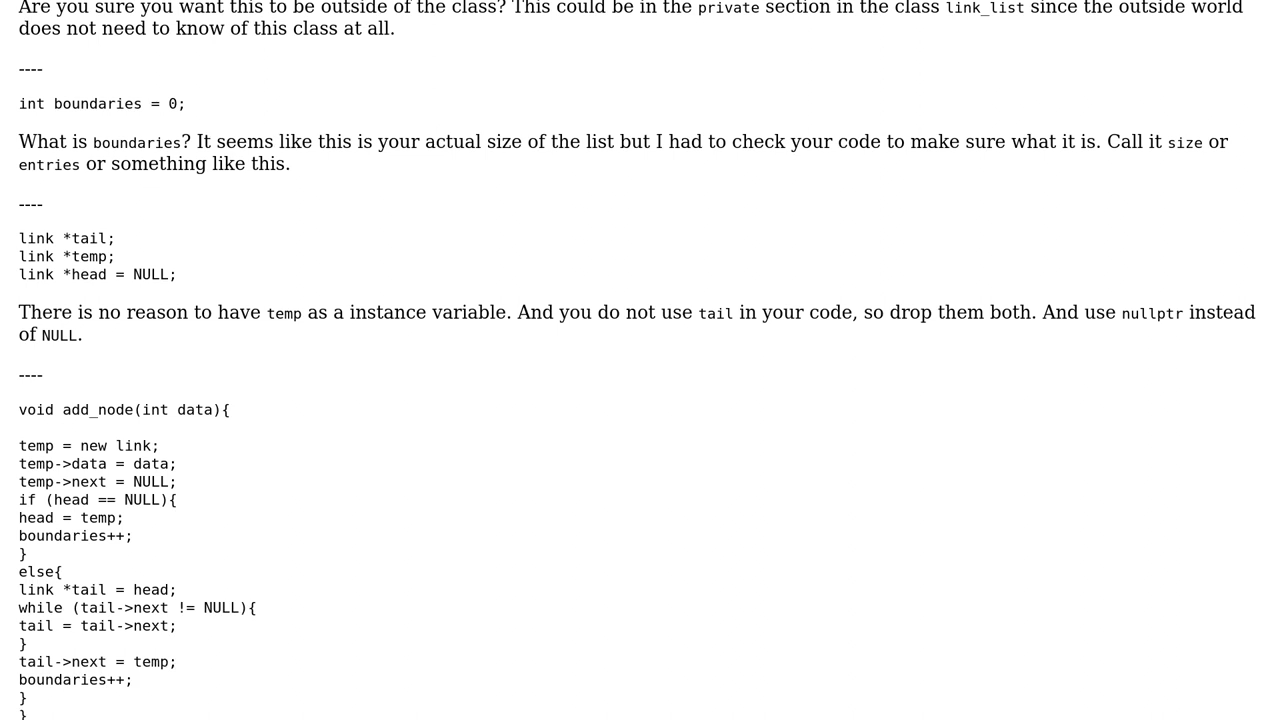 Are you sure you want this to be outside of the class? This could be in the private section in the class link_list since the outside world
does not need to know of this class at all.
----
int boundaries = 0;
What is boundaries? It seems like this is your actual size of the list but I had to check your code to make sure what it is. Call it size or
entries or something like this.
----
link *tail;
link *temp;
link *head = NULL;
There is no reason to have temp as a instance variable. And you do not use tail in your code, so drop them both. And use nullptr instead
of NULL.
----
void add_node(int data){
temp = new link;
temp->data = data;
temp->next = NULL;
if (head == NULL){
head = temp;
boundaries++;
}
else{
link *tail = head;
while (tail->next != NULL){
tail = tail->next;
}
tail->next = temp;
boundaries++;
}
}